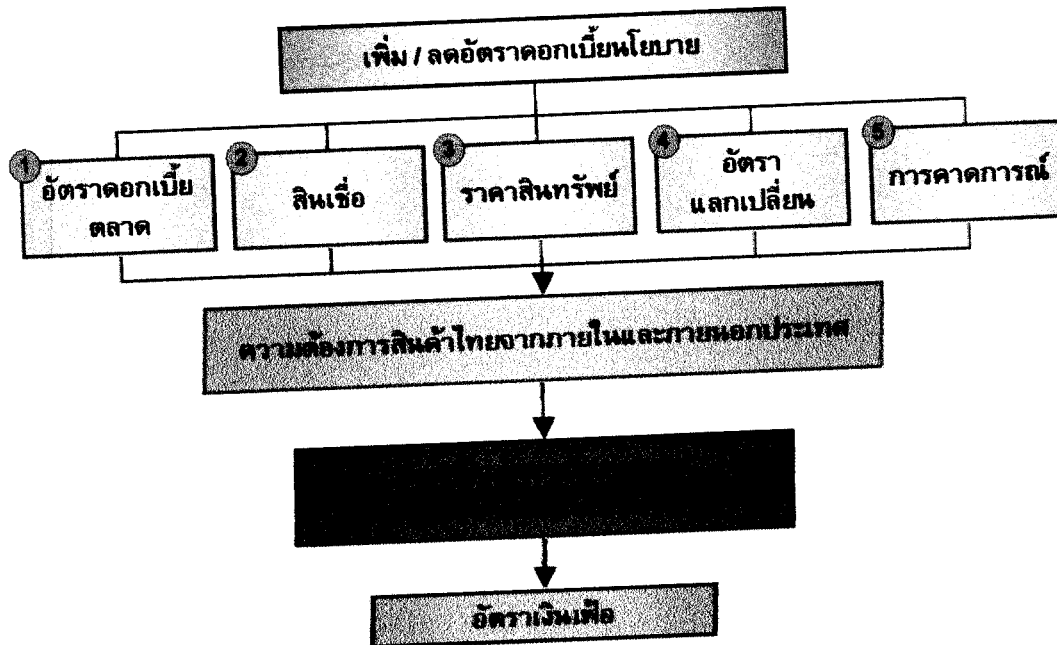 เพิ่ม / ลดอัตราดอกเบี้ยนโยบาย
1
อัตราดอกเบี้ย
ตลาด
2
สินเชื่อ
3
ราคาสินทรัพย์
4
อัตรา
แลกเปลี่ยน
5
การคาดการณ์
ความต้องการสินค้าไทยจากภายในและภายนอกประเทศ
อัตราเงินเฟ้อ